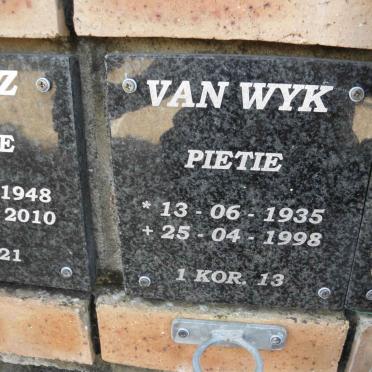 Z
E
1948
2010
21
VAN WYK
PIETIE
* 13 - 06 - 1935
+ 25 - 04 - 1998
1 KOR. 13